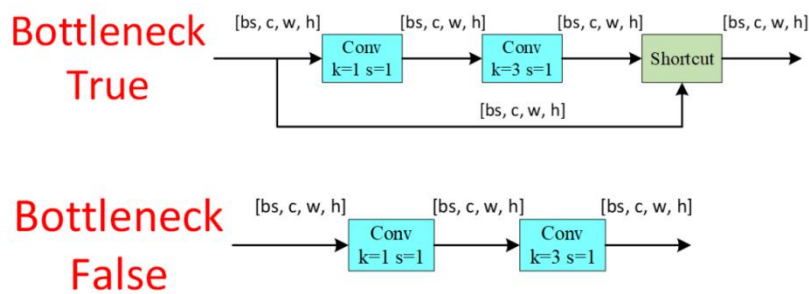 Bottleneck
True
[bs, c, w, h]
[bs, c, w, h]
[bs, c, w, h]
[bs, c, w, h]
Conv
k=1 s=1
Conv
k=3 s=1
Shortcut
[bs, c, w, h]
Bottleneck
False
[bs, c, w, h]
[bs, c, w, h]
[bs, c, w, h]
Conv
k=1 s=1
Conv
k=3 s=1